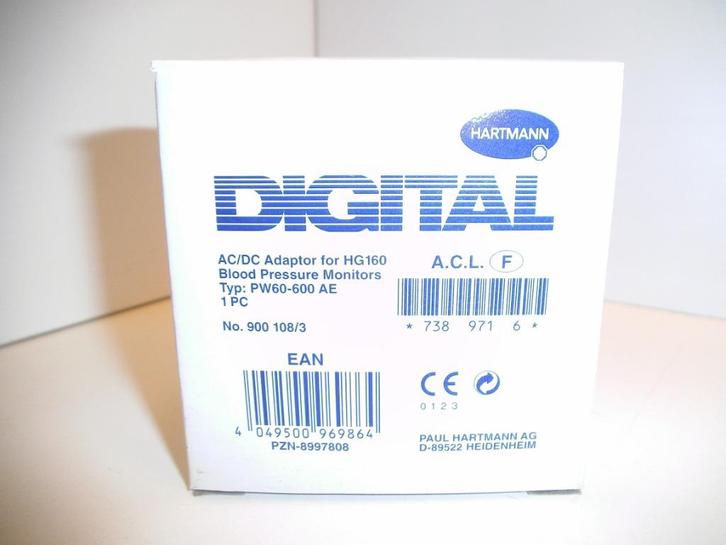 HARTMANN
DIGITAL
AC/DC Adaptor for HG160
Blood Pressure Monitors
Typ: PW60-600 AE
1 PC
No. 900 108/3
A.C.L. F
* 738 971 6 *
EAN
4 049500 969864
PZN-8997808
CE
0123
PAUL HARTMANN AG
D-89522 HEIDENHEIM